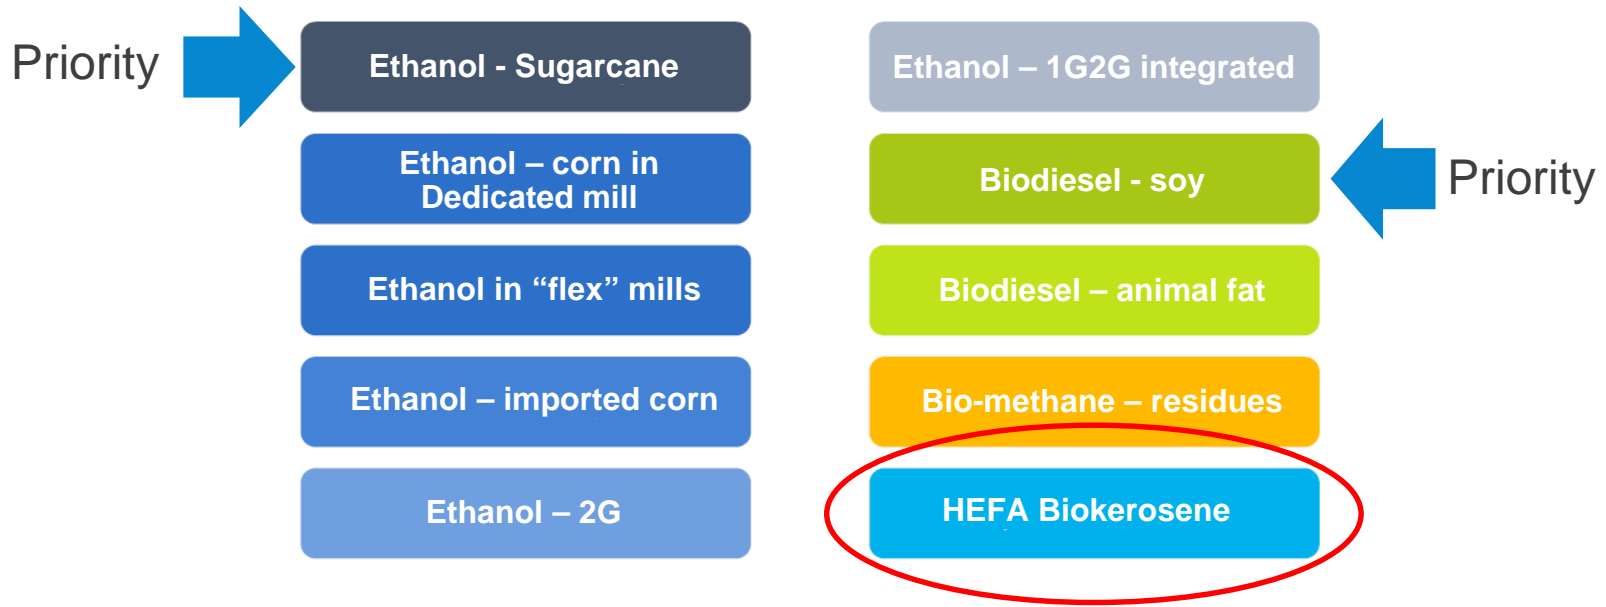 Priority
Ethanol - Sugarcane
Ethanol – corn in
Dedicated mill
Ethanol in “flex” mills
Ethanol – imported corn
Ethanol – 2G
Ethanol – 1G2G integrated
Biodiesel - soy
Priority
Biodiesel – animal fat
Bio-methane – residues
HEFA Biokerosene